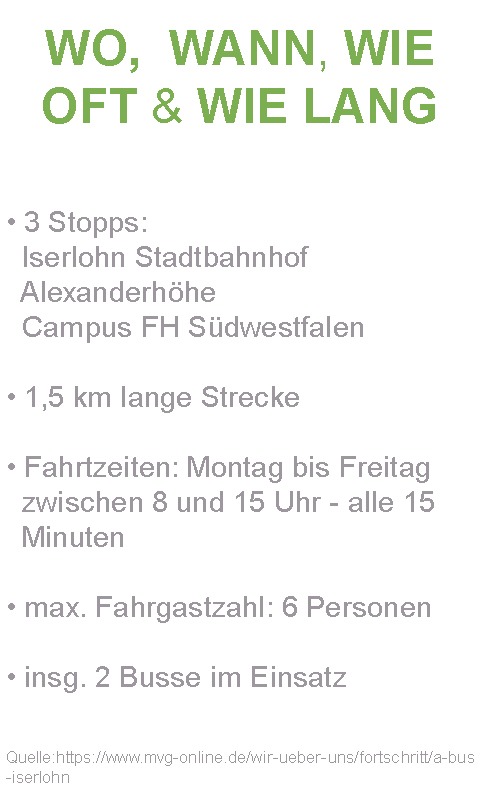 WO, WANN, WIE
OFT & WIE LANG
• 3 Stopps:
Iserlohn Stadtbahnhof
Alexanderhöhe
Campus FH Südwestfalen
• 1,5 km lange Strecke
• Fahrtzeiten: Montag bis Freitag
zwischen 8 und 15 Uhr - alle 15
Minuten
• max. Fahrgastzahl: 6 Personen
• insg. 2 Busse im Einsatz
Quelle:https://www.mvg-online.de/wir-ueber-uns/fortschritt/a-bus
-iserlohn